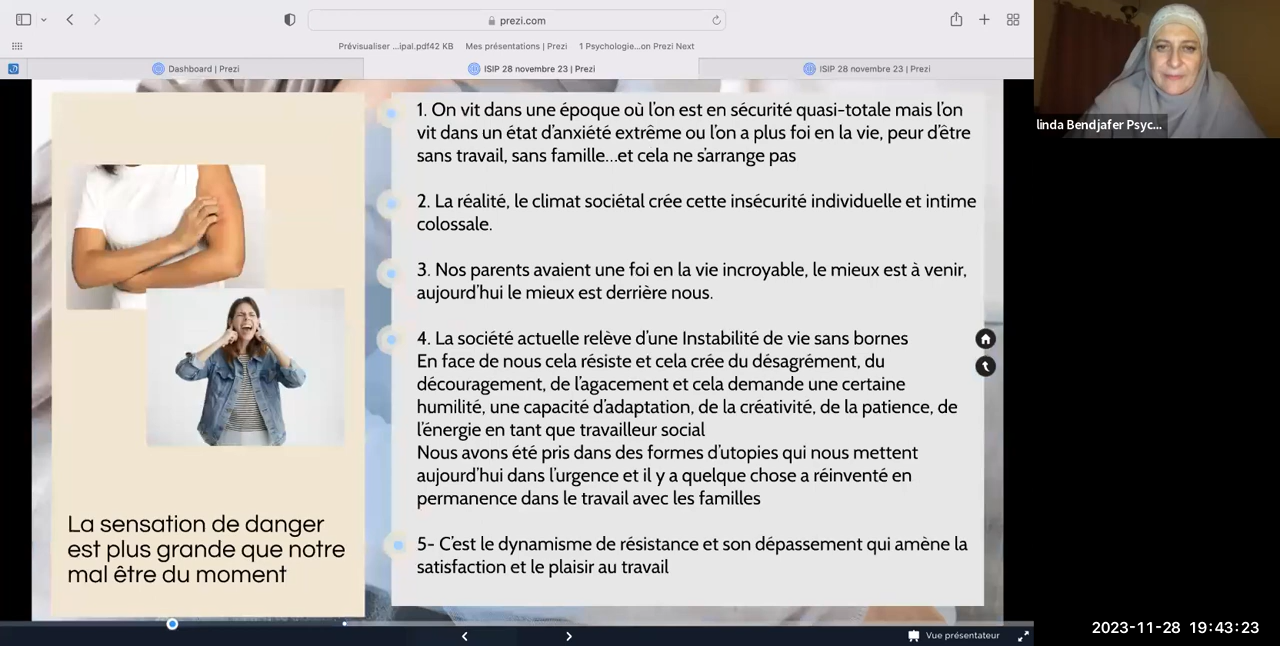 prezi.com
Prévisualiser ...ipal.pdf42 KB
Mes présentations | Prezi
1 Psychologie...on Prezi Next
Dashboard | Prezi
ISIP 28 novembre 23 | Prezi
ISIP 28 novembre 23 | Prezi
linda Bendjafer Psyc...
1. On vit dans une époque où l'on est en sécurité quasi-totale mais l'on
vit dans un état d'anxiété extrême ou l'on a plus foi en la vie, peur d'être
sans travail, sans famille...et cela ne s'arrange pas
2. La réalité, le climat sociétal crée cette insécurité individuelle et intime
colossale.
3. Nos parents avaient une foi en la vie incroyable, le mieux est à venir,
aujourd'hui le mieux est derrière nous.
4. La société actuelle relève d'une Instabilité de vie sans bornes
En face de nous cela résiste et cela crée du désagrément, du
découragement, de l'agacement et cela demande une certaine
humilité, une capacité d'adaptation, de la créativité, de la patience, de
l'énergie en tant que travailleur social
Nous avons été pris dans des formes d'utopies qui nous mettent
aujourd'hui dans l'urgence et il y a quelque chose a réinventé en
permanence dans le travail avec les familles
5- C'est le dynamisme de résistance et son dépassement qui amène la
satisfaction et le plaisir au travail
La sensation de danger
est plus grande que notre
mal être du moment
Vue présentateur
2023-11-28 19:43:23